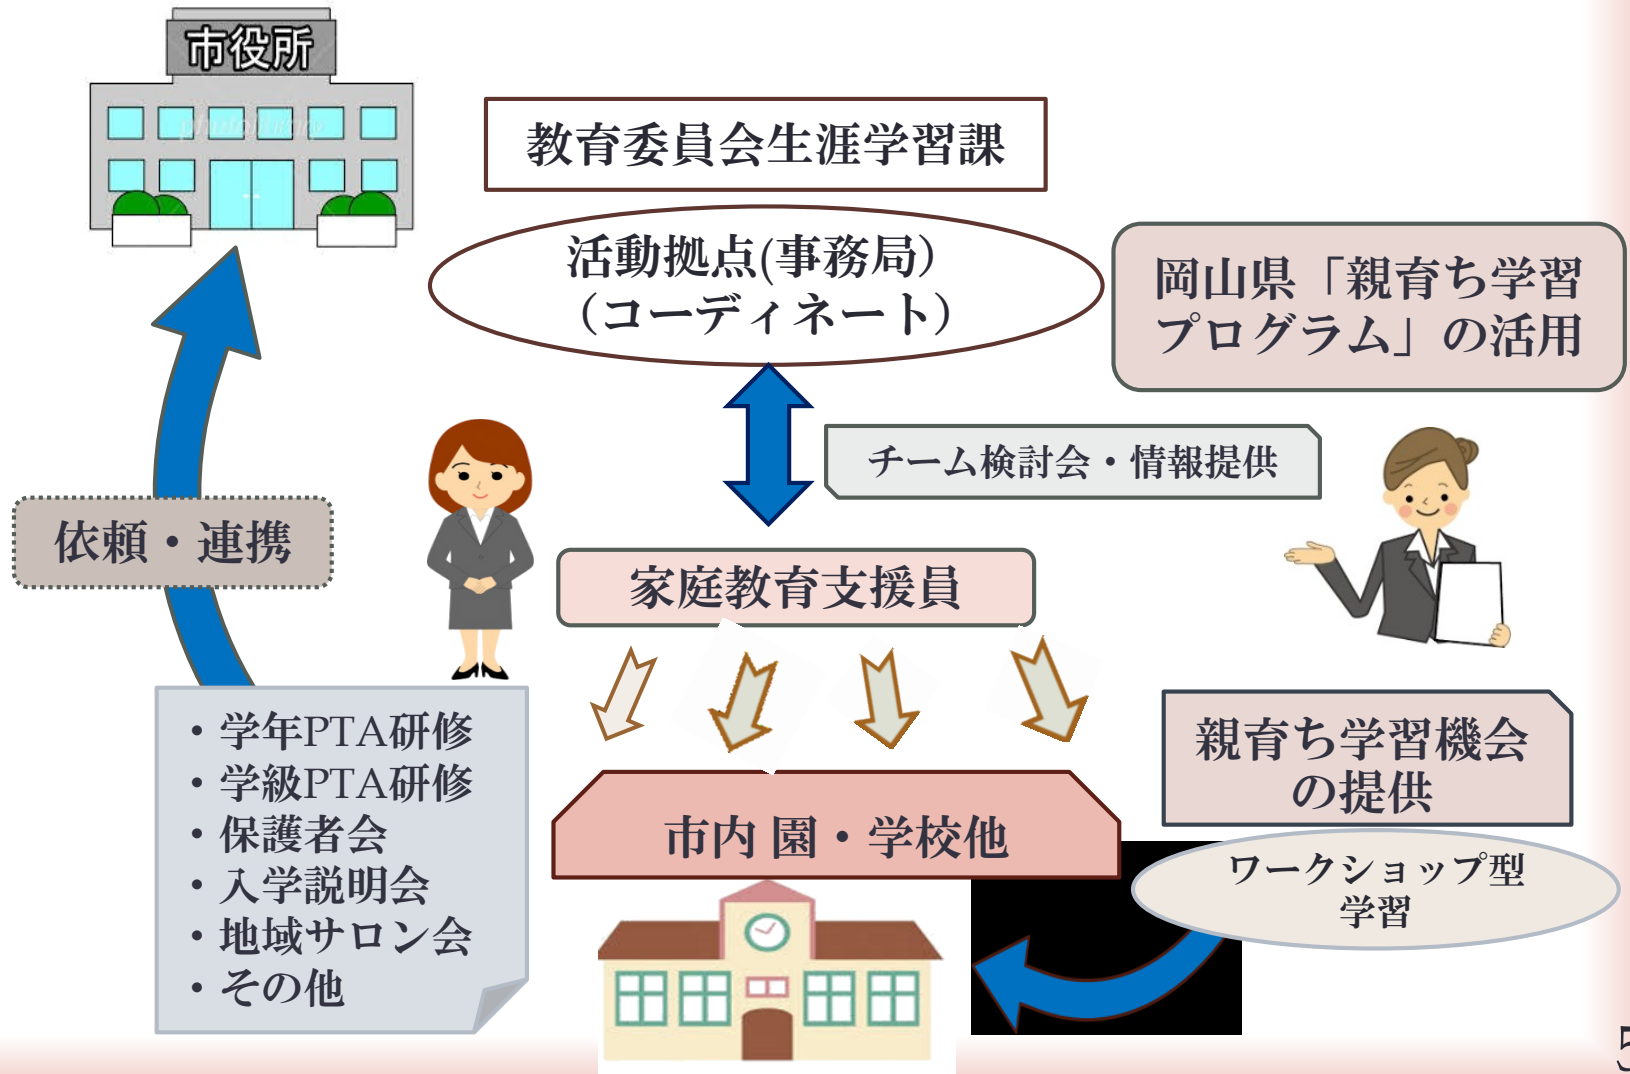 市役所
教育委員会生涯学習課
活動拠点(事務局）
（コーディネート）
岡山県「親育ち学習
プログラム」の活用
チーム検討会・情報提供
依頼・連携
家庭教育支援員
・学年PTA研修
・学級PTA研修
・保護者会
・入学説明会
・地域サロン会
・その他
市内 園・学校他
親育ち学習機会
の提供
ワークショップ型
学習
5